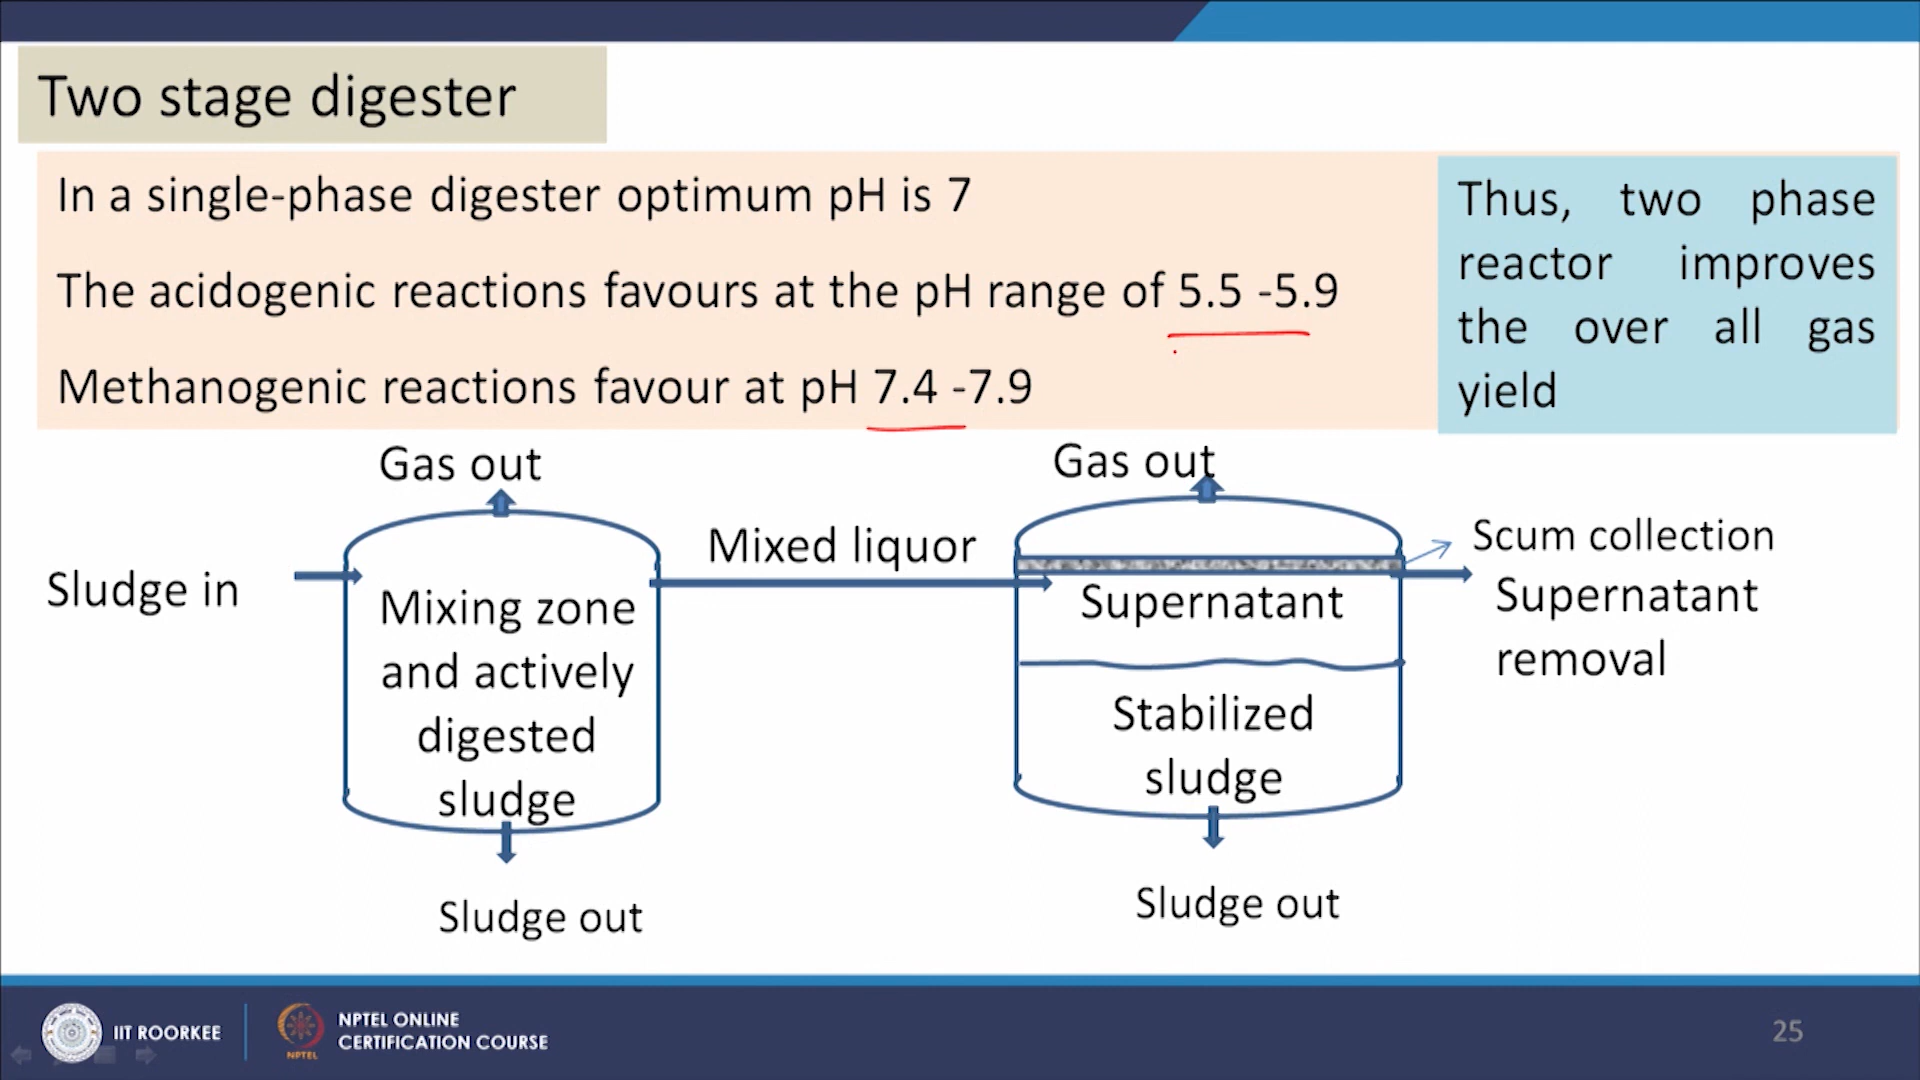 Two stage digester
In a single-phase digester optimum pH is 7
The acidogenic reactions favours at the pH range of 5.5 -5.9
Methanogenic reactions favour at pH 7.4 -7.9
Thus, two phase
reactor improves
the over all gas
yield
Gas out
Sludge in
Mixing zone
and actively
digested
sludge
Sludge out
Mixed liquor
Gas out
Supernatant
Stabilized
sludge
Sludge out
Scum collection
Supernatant
removal
IIT ROORKEE
NPTEL
NPTEL ONLINE
CERTIFICATION COURSE
25